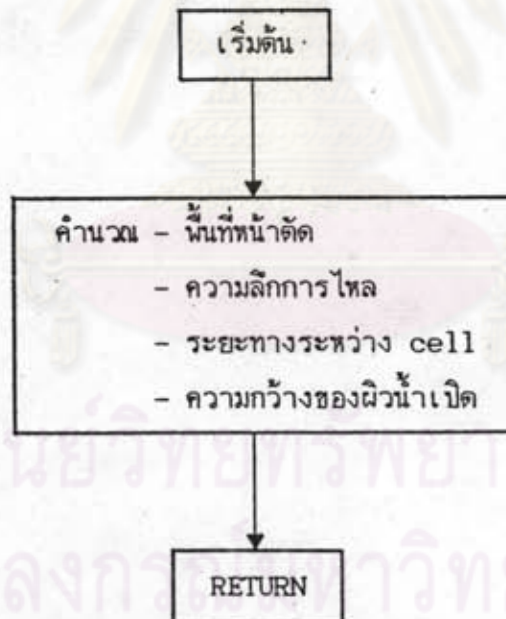 เริ่มต้น
คำนวณ - พื้นที่หน้าตัด
- ความลึกการไหล
- ระยะทางระหว่าง cell
- ความกว้างของผิวน้ำเปิด
RETURN